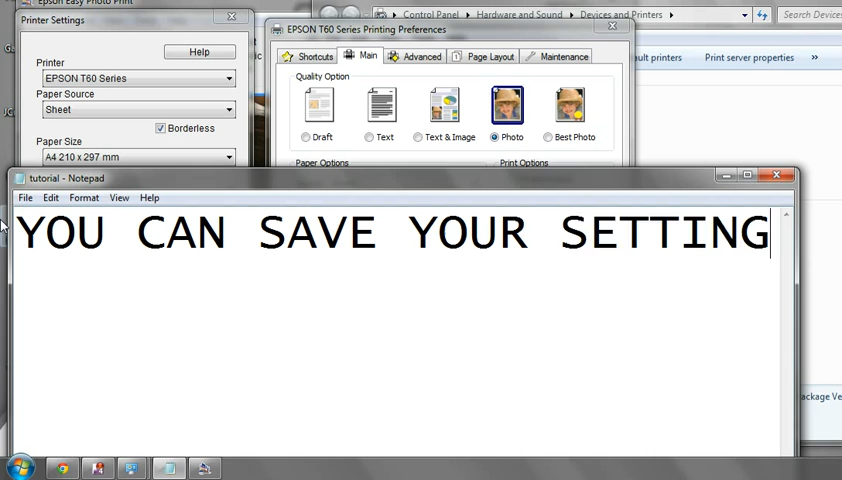 Epson Easy Photo Print
Printer Settings
Help
Printer
EPSON T60 Series
Paper Source
Sheet
Borderless
Paper Size
A4 210 x 297 mm
EPSON T60 Series Printing Preferences
Shortcuts Main Advanced Page Layout Maintenance
Quality Option
Draft Text Text & Image Photo Best Photo
Paper Options Print Options
Control Panel Hardware and Sound Devices and Printers
Search Devices
ault printers Print server properties »
tutorial - Notepad
File Edit Format View Help
YOU CAN SAVE YOUR SETTING
ackage Ve